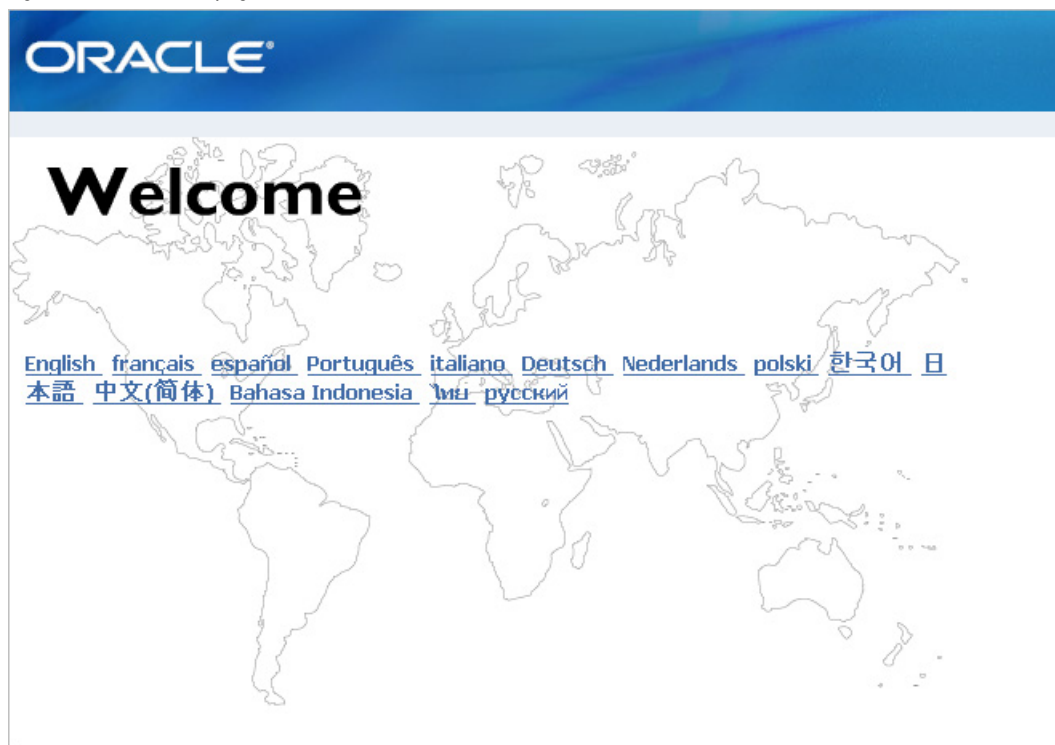 ORACLE®
Welcome
English français español Português italiano Deutsch Nederlands polski 한국어 日
本語 中文(简体) Bahasa Indonesia ไทย русский